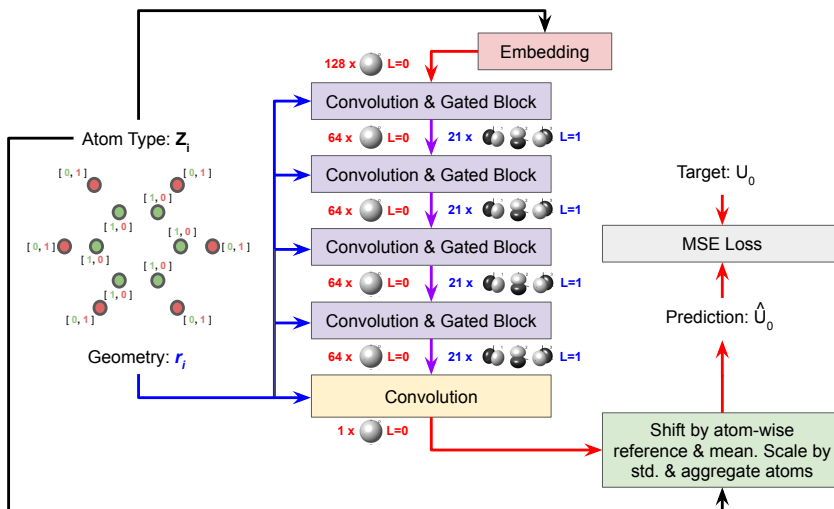 Embedding
128 x L=0
Convolution & Gated Block
64 x L=0 21 x L=1
Convolution & Gated Block
64 x L=0 21 x L=1
Convolution & Gated Block
64 x L=0 21 x L=1
Convolution & Gated Block
64 x L=0 21 x L=1
Convolution
1 x L=0
Atom Type: Z_i
[ 0, 1 ] [ 0, 1 ]
[ 1, 0 ]
[ 1, 0 ]
[ 1, 0 ]
[ 0, 1 ] [ 1, 0 ] [ 0, 1 ]
[ 1, 0 ]
[ 1, 0 ]
[ 0, 1 ] [ 0, 1 ]
Geometry: r_i
Target: U_0
MSE Loss
Prediction: Û_0
Shift by atom-wise
reference & mean. Scale by
std. & aggregate atoms